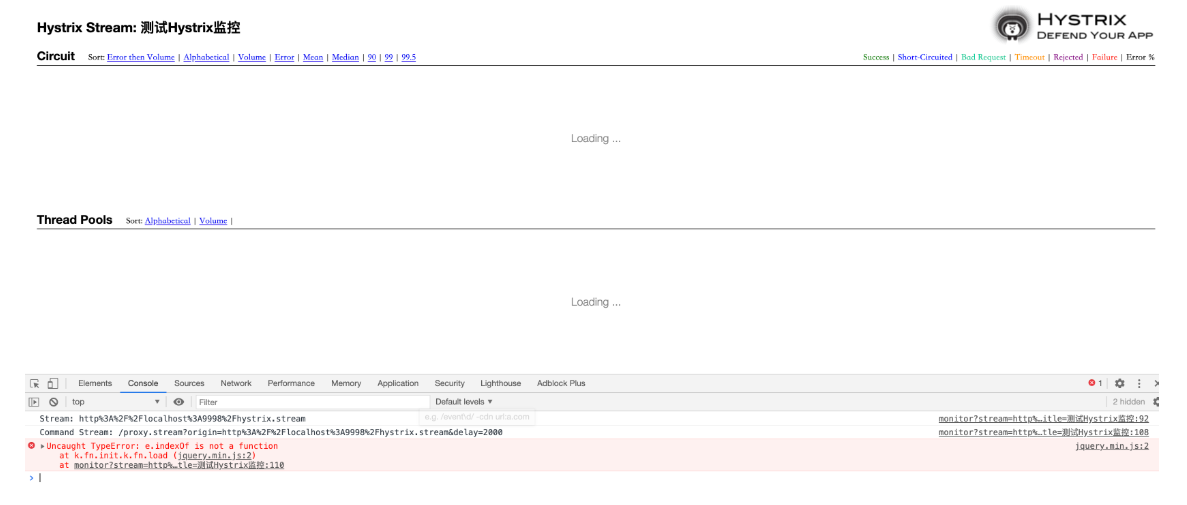 Hystrix Stream: 测试Hystrix监控
HYSTRIX
DEFEND YOUR APP
Circuit Sort: Error then Volume | Alphabetical | Volume | Error | Mean | Median | 90 | 99 | 99.5
Success | Short-Circuited | Bad Request | Timeout | Rejected | Failure | Error %
Loading ...
Thread Pools Sort: Alphabetical | Volume |
Loading ...
Elements Console Sources Network Performance Memory Application Security Lighthouse Adblock Plus 1
top Filter Default levels 2 hidden
e.g. /eventhd/ -cdn url:a.com
Stream: http%3A%2F%2Flocalhost%3A9998%2Fhystrix.stream monitor?stream=http%…tle=测试Hystrix监控:92
Command Stream: /proxy.stream?origin=http%3A%2F%2Flocalhost%3A9998%2Fhystrix.stream&delay=2000 monitor?stream=http%…tle=测试Hystrix监控:108
Uncaught TypeError: e.indexOf is not a function jquery.min.js:2
at k.fn.init.k.fn.load (jquery.min.js:2)
at monitor?stream=http%…tle=测试Hystrix监控:110